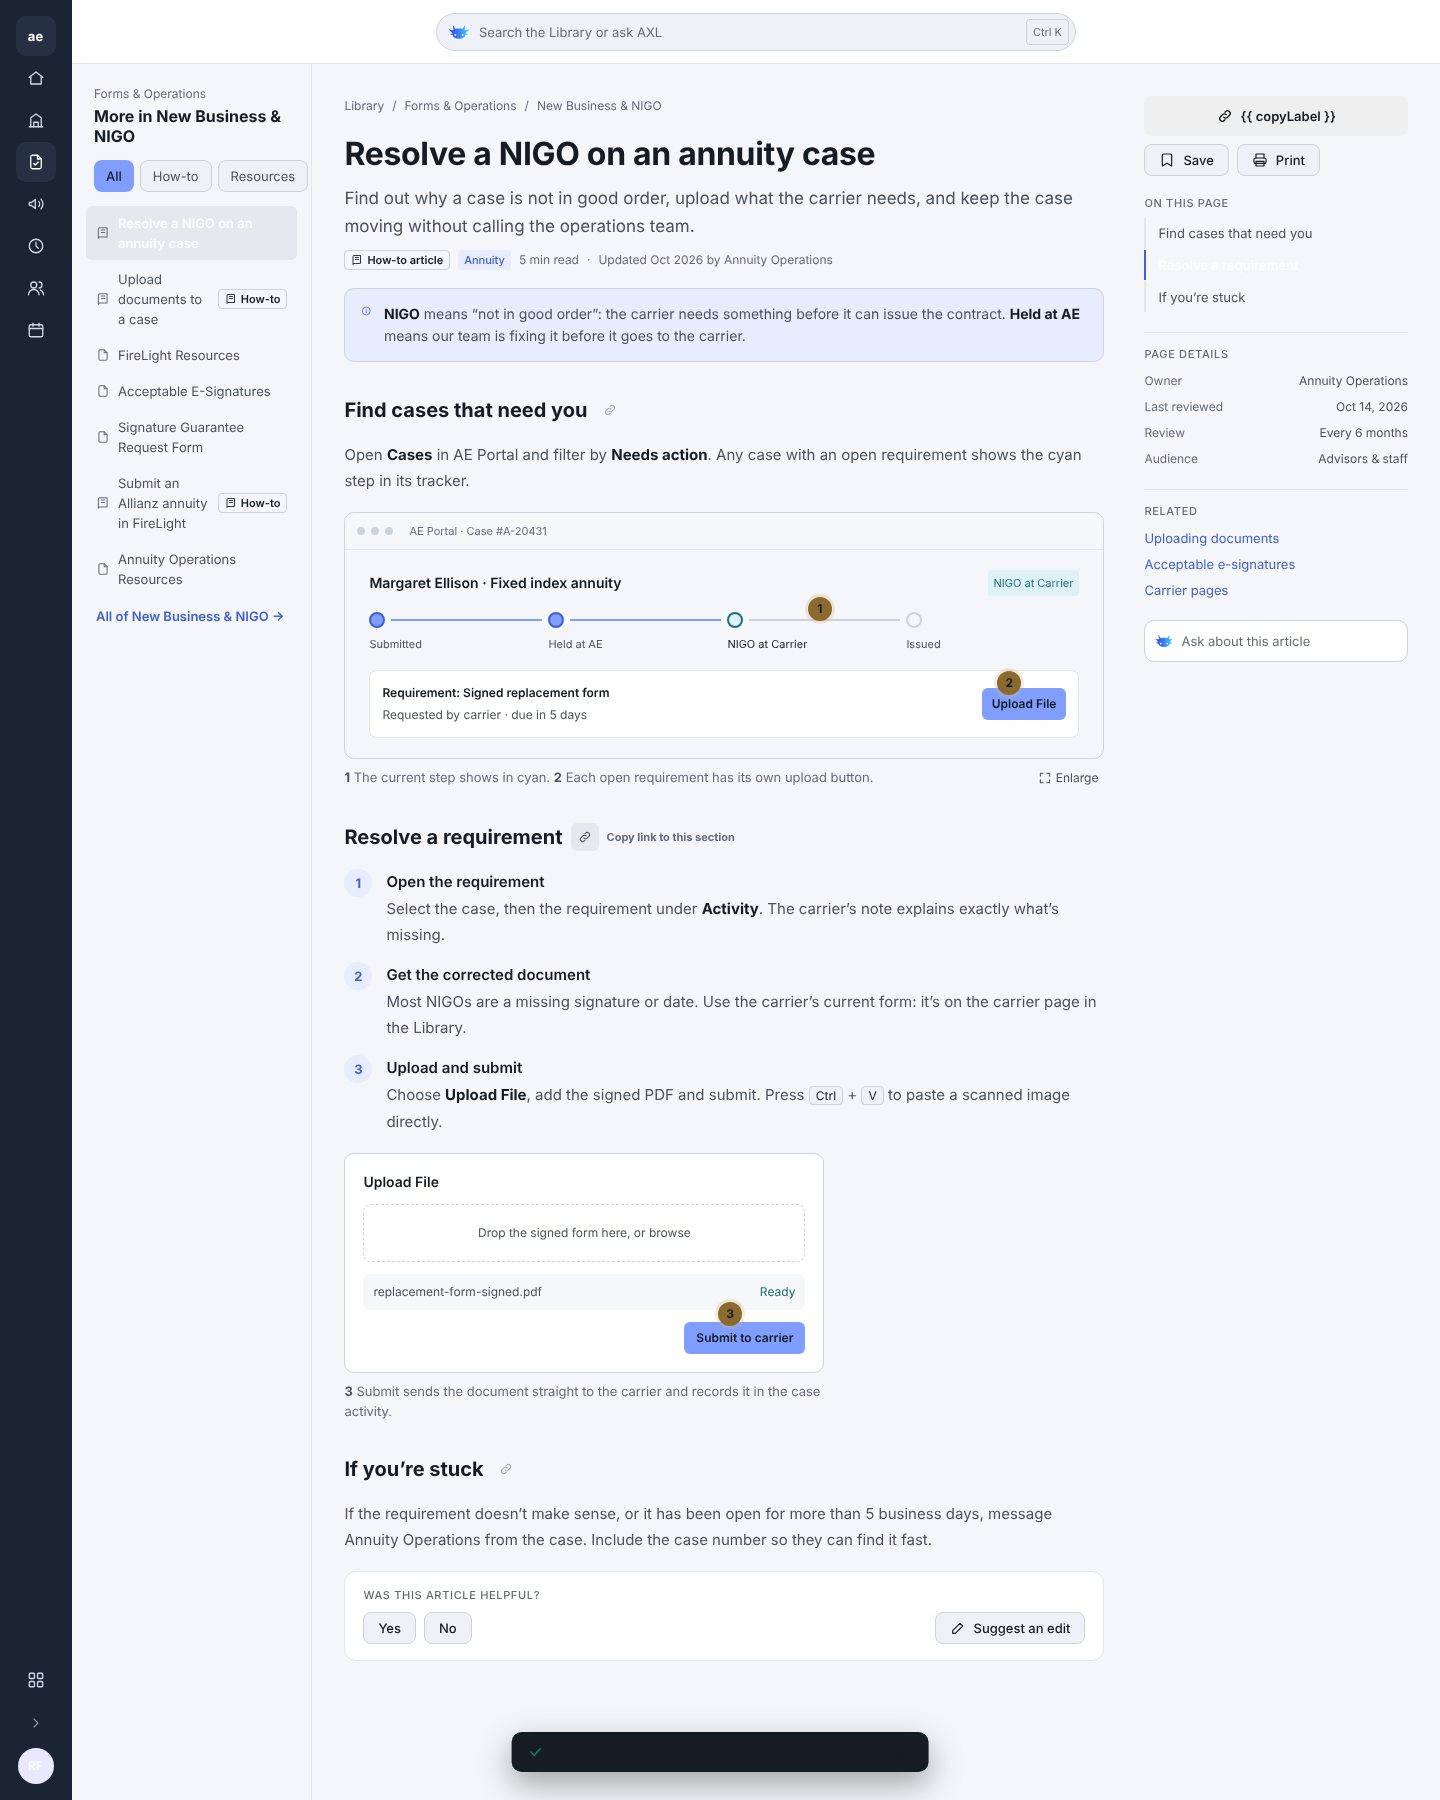 ae
Search the Library or ask AXL
Ctrl K
Forms & Operations
More in New Business &
NIGO
All
How-to
Resources
Resolve a NIGO on an
annuity case
Upload
documents to
a case
How-to
FireLight Resources
Acceptable E-Signatures
Signature Guarantee
Request Form
Submit an
Allianz annuity
in FireLight
How-to
Annuity Operations
Resources
All of New Business & NIGO →
RF
Library / Forms & Operations / New Business & NIGO
Resolve a NIGO on an annuity case
Find out why a case is not in good order, upload what the carrier needs, and keep the case
moving without calling the operations team.
How-to article Annuity 5 min read · Updated Oct 2026 by Annuity Operations
NIGO means “not in good order”: the carrier needs something before it can issue the contract. Held at AE
means our team is fixing it before it goes to the carrier.
Find cases that need you
Open Cases in AE Portal and filter by Needs action. Any case with an open requirement shows the cyan
step in its tracker.
AE Portal · Case #A-20431
Margaret Ellison · Fixed index annuity
NIGO at Carrier
1
Submitted
Held at AE
NIGO at Carrier
Issued
Requirement: Signed replacement form
Requested by carrier · due in 5 days
2
Upload File
1 The current step shows in cyan. 2 Each open requirement has its own upload button.
Enlarge
Resolve a requirement
Copy link to this section
1
Open the requirement
Select the case, then the requirement under Activity. The carrier’s note explains exactly what’s
missing.
2
Get the corrected document
Most NIGOs are a missing signature or date. Use the carrier’s current form: it’s on the carrier page in
the Library.
3
Upload and submit
Choose Upload File, add the signed PDF and submit. Press Ctrl + V to paste a scanned image
directly.
Upload File
Drop the signed form here, or browse
replacement-form-signed.pdf
Ready
3
Submit to carrier
3 Submit sends the document straight to the carrier and records it in the case
activity.
If you’re stuck
If the requirement doesn’t make sense, or it has been open for more than 5 business days, message
Annuity Operations from the case. Include the case number so they can find it fast.
WAS THIS ARTICLE HELPFUL?
Yes
No
Suggest an edit
{{ copyLabel }}
Save
Print
ON THIS PAGE
Find cases that need you
Resolve a requirement
If you’re stuck
PAGE DETAILS
Owner Annuity Operations
Last reviewed Oct 14, 2026
Review Every 6 months
Audience Advisors & staff
RELATED
Uploading documents
Acceptable e-signatures
Carrier pages
Ask about this article